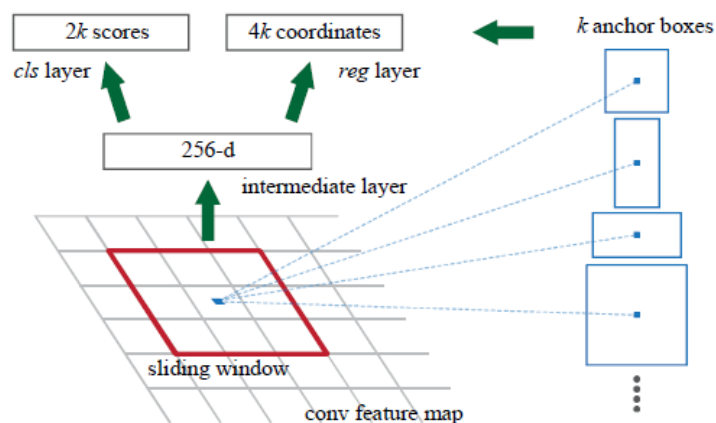 2k scores
4k coordinates
k anchor boxes
cls layer
reg layer
256-d
intermediate layer
sliding window
conv feature map